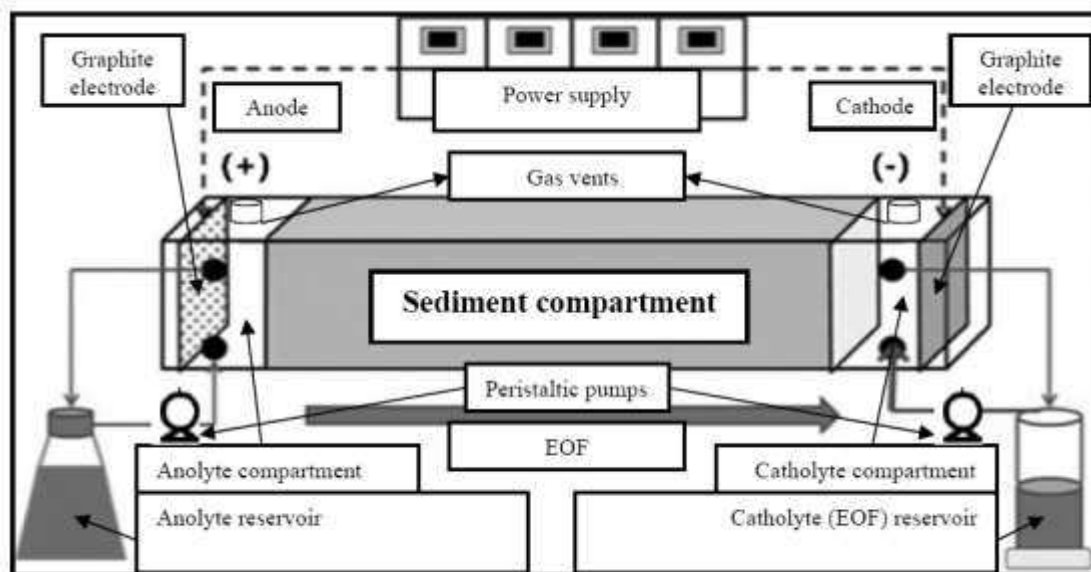 Graphite
electrode
Power supply
Graphite
electrode
Anode
Cathode
(+)
(-)
Gas vents
Sediment compartment
Peristaltic pumps
EOF
Anolyte compartment
Catholyte compartment
Anolyte reservoir
Catholyte (EOF) reservoir